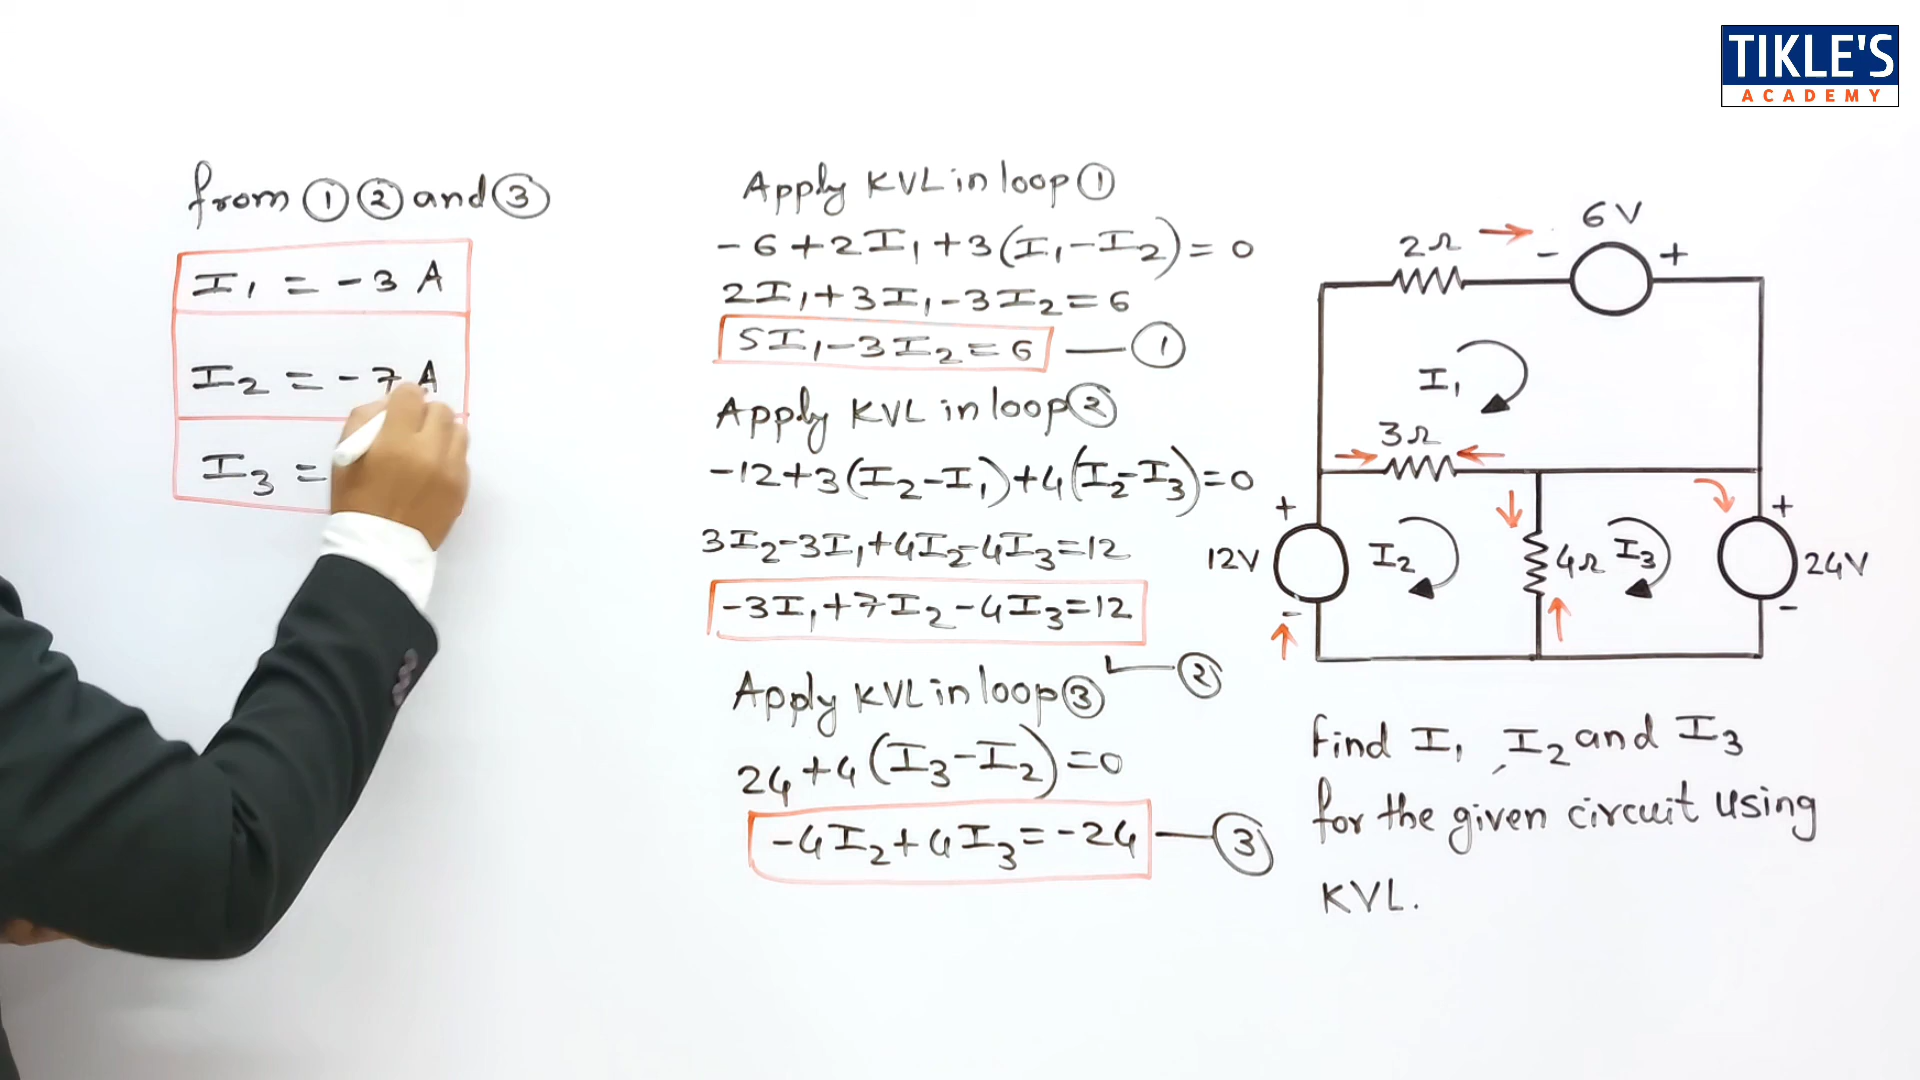 TIKLE'S
ACADEMY
from ① ② and ③
I₁ = -3 A
I₂ = -7 A
I₃ =
Apply KVL in loop ①
-6 + 2I₁ + 3(I₁ - I₂) = 0
2I₁ + 3I₁ - 3I₂ = 6
5I₁ - 3I₂ = 6 — ①
Apply KVL in loop ②
-12 + 3(I₂ - I₁) + 4(I₂ - I₃) = 0
3I₂ - 3I₁ + 4I₂ - 4I₃ = 12
-3I₁ + 7I₂ - 4I₃ = 12
— ②
Apply KVL in loop ③
24 + 4(I₃ - I₂) = 0
-4I₂ + 4I₃ = -24 — ③
6V
2Ω
- +
I₁
3Ω
+ +
12V I₂ 4Ω I₃ 24V
- -
find I₁, I₂ and I₃
for the given circuit using
KVL.